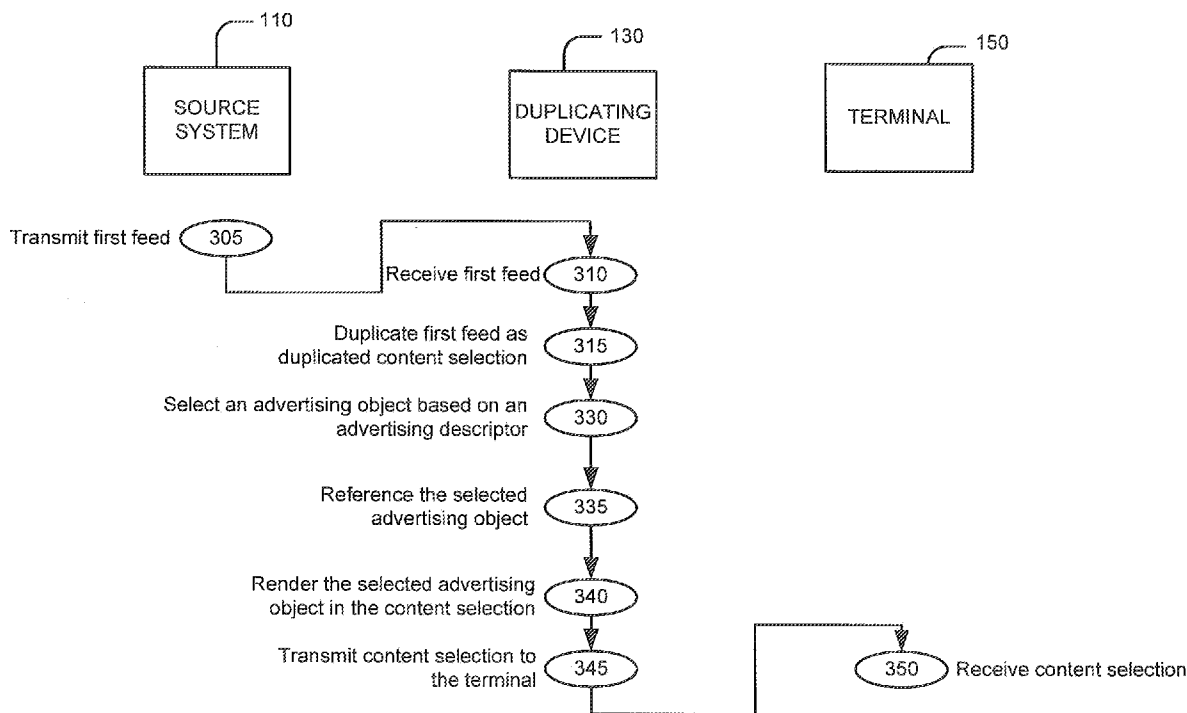 110
130
150
SOURCE
SYSTEM
DUPLICATING
DEVICE
TERMINAL
Transmit first feed
305
Receive first feed
310
Duplicate first feed as
duplicated content selection
315
Select an advertising object based on an
advertising descriptor
330
Reference the selected
advertising object
335
Render the selected advertising
object in the content selection
340
Transmit content selection to
the terminal
345
350
Receive content selection